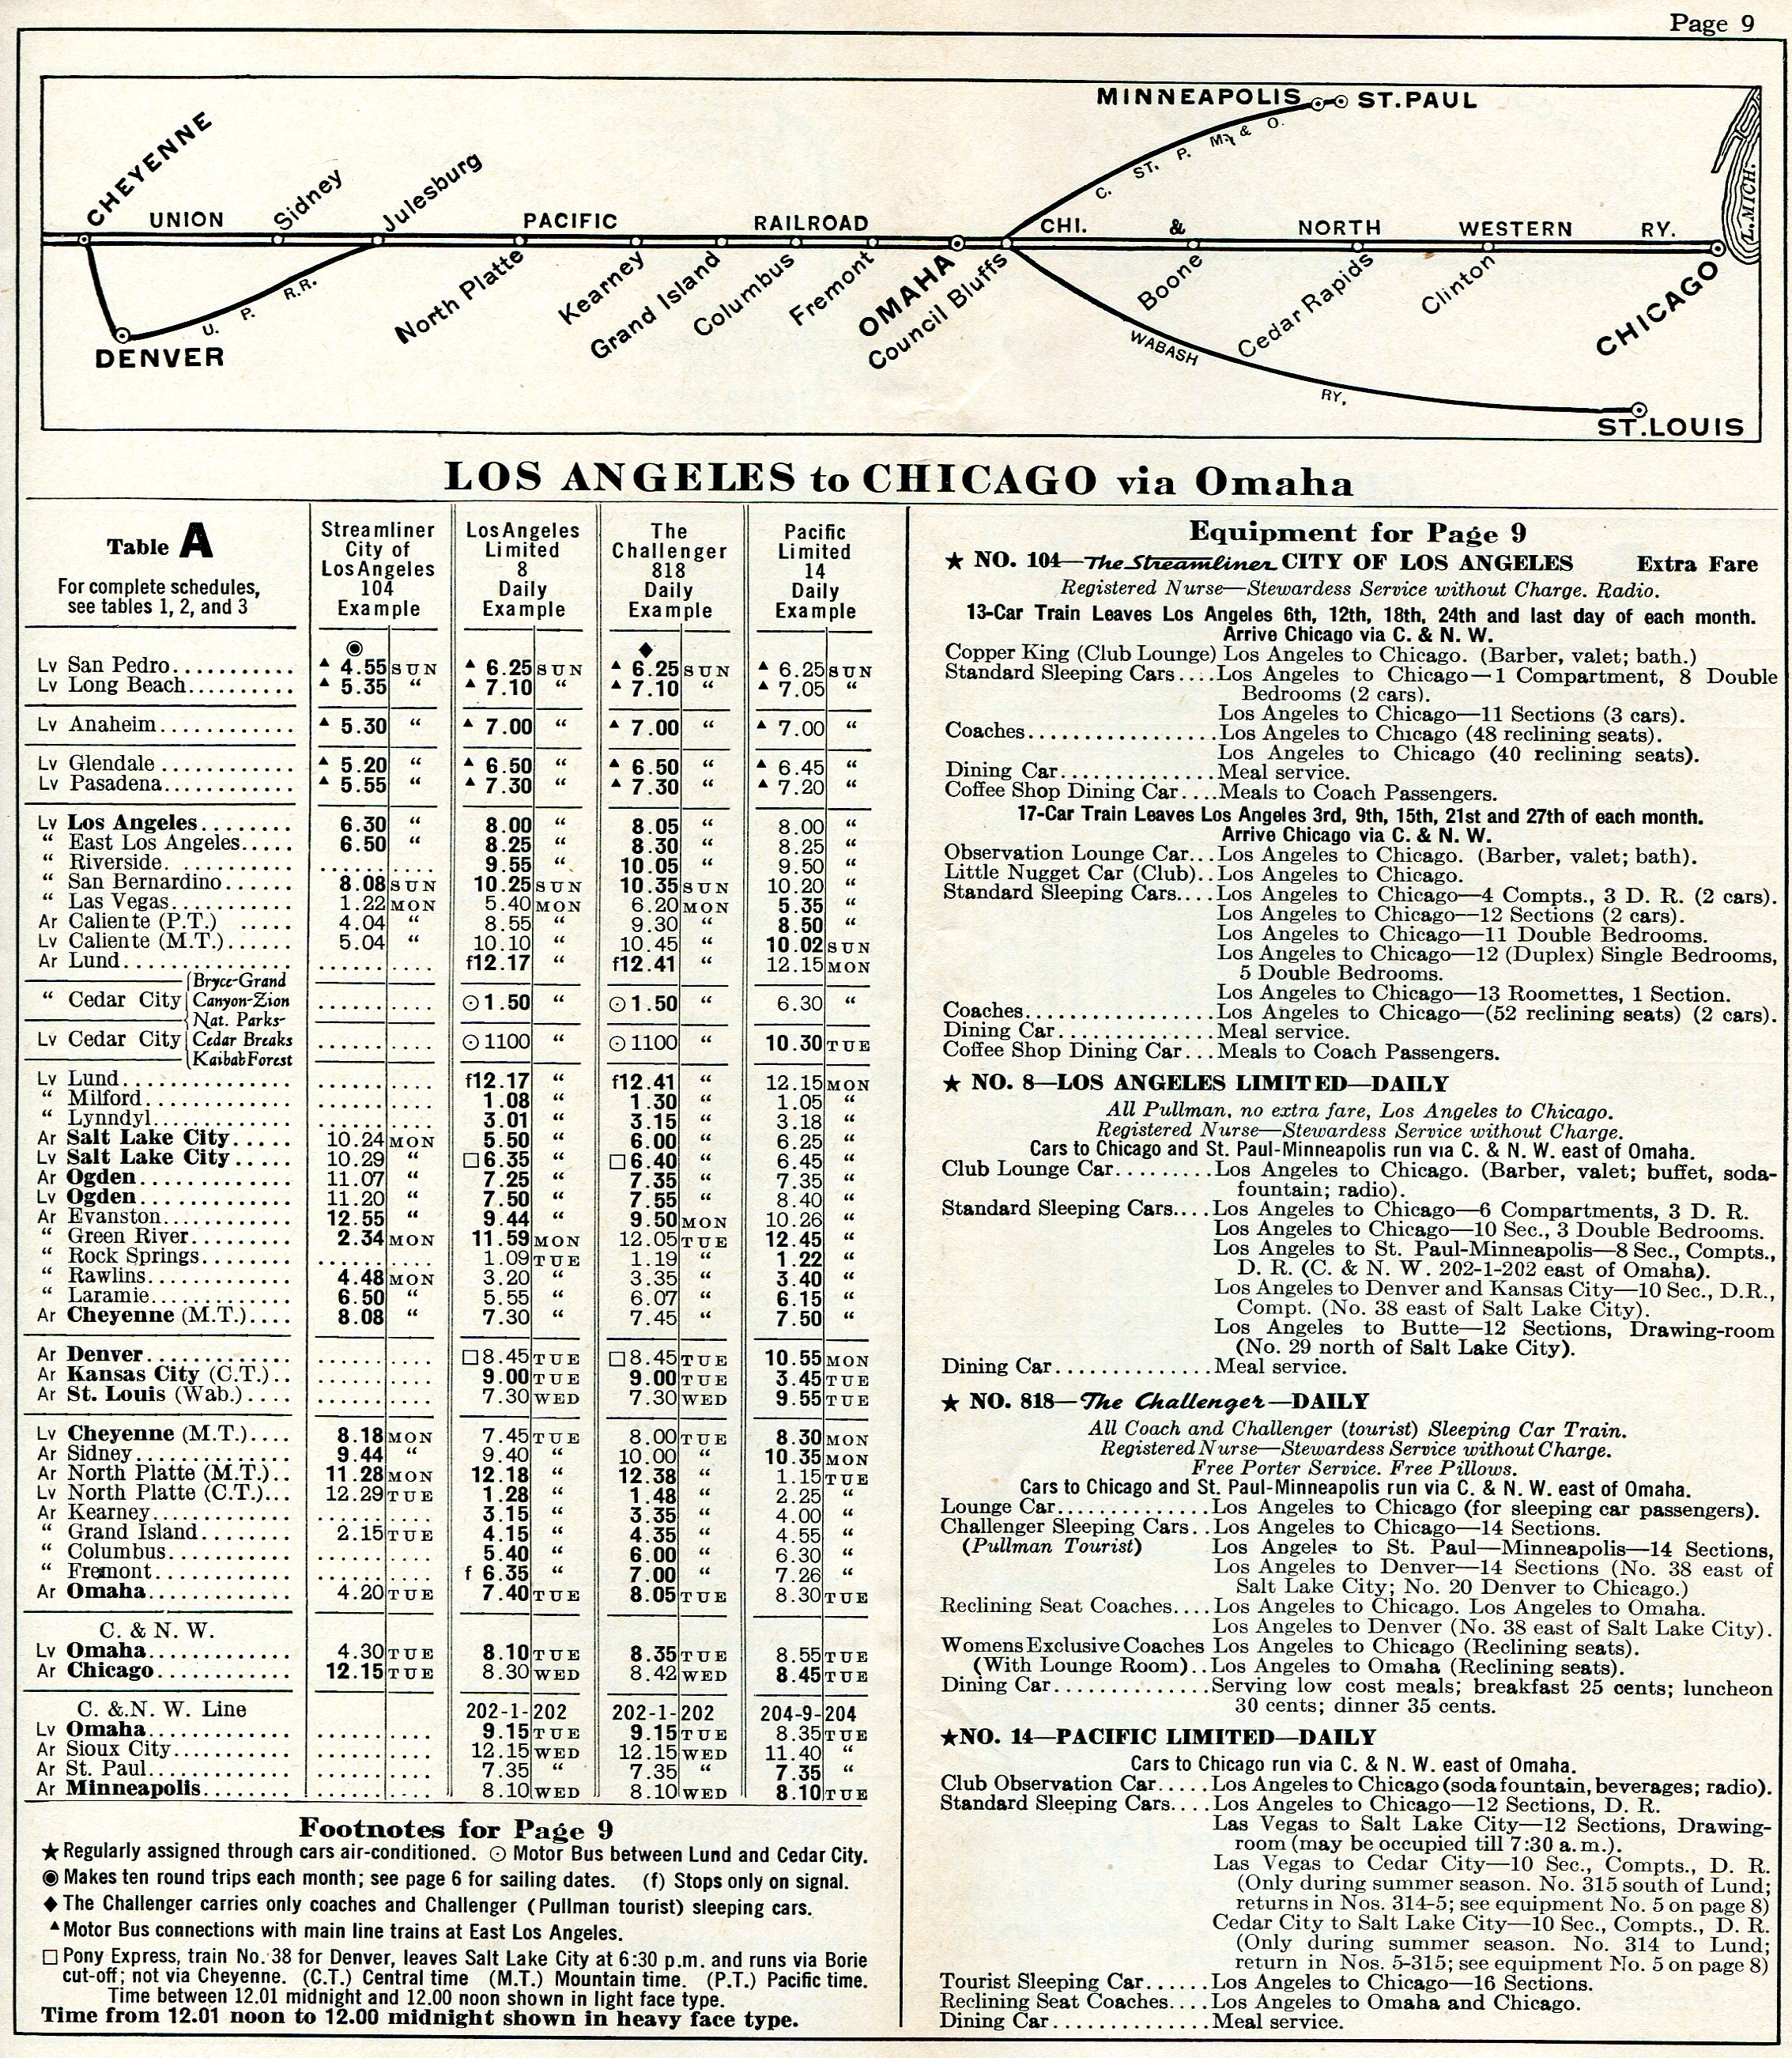 Page 9
MINNEAPOLIS ST. PAUL
C. ST. P. M. & O.
CHEYENNE
Sidney
Julesburg
UNION PACIFIC RAILROAD CHI. & NORTH WESTERN RY.
L. MICH.
U. P. R.R.
DENVER
North Platte
Kearney
Grand Island
Columbus
Fremont
OMAHA
Council Bluffs
Boone
Cedar Rapids
Clinton
CHICAGO
WABASH RY.
ST. LOUIS
LOS ANGELES to CHICAGO via Omaha
Table A
For complete schedules,
see tables 1, 2, and 3
Streamliner City of Los Angeles 104 Example
Los Angeles Limited 8 Daily Example
The Challenger 818 Daily Example
Pacific Limited 14 Daily Example
◉ ◆
Lv San Pedro........... ▲ 4.55 SUN ▲ 6.25 SUN ▲ 6.25 SUN ▲ 6.25 SUN
Lv Long Beach.......... ▲ 5.35 “ ▲ 7.10 “ ▲ 7.10 “ ▲ 7.05 “
Lv Anaheim............. ▲ 5.30 “ ▲ 7.00 “ ▲ 7.00 “ ▲ 7.00 “
Lv Glendale............ ▲ 5.20 “ ▲ 6.50 “ ▲ 6.50 “ ▲ 6.45 “
Lv Pasadena............ ▲ 5.55 “ ▲ 7.30 “ ▲ 7.30 “ ▲ 7.20 “
Lv Los Angeles........ 6.30 “ 8.00 “ 8.05 “ 8.00 “
“ East Los Angeles..... 6.50 “ 8.25 “ 8.30 “ 8.25 “
“ Riverside............ ........... 9.55 “ 10.05 “ 9.50 “
“ San Bernardino...... 8.08 SUN 10.25 SUN 10.35 SUN 10.20 “
“ Las Vegas........... 1.22 MON 5.40 MON 6.20 MON 5.35 “
Ar Caliente (P.T.) ..... 4.04 “ 8.55 “ 9.30 “ 8.50 “
Lv Caliente (M.T.)...... 5.04 “ 10.10 “ 10.45 “ 10.02 SUN
Ar Lund............... ........... f12.17 “ f12.41 “ 12.15 MON
“ Cedar City ........... ⊙1.50 “ ⊙1.50 “ 6.30 “
Bryce-Grand
Canyon-Zion
Nat. Parks-
Cedar Breaks
Kaibab Forest
Lv Cedar City ........... ⊙1100 “ ⊙1100 “ 10.30 TUE
Lv Lund............... ........... f12.17 “ f12.41 “ 12.15 MON
“ Milford............. ........... 1.08 “ 1.30 “ 1.05 “
“ Lynndyl............. ........... 3.01 “ 3.15 “ 3.18 “
Ar Salt Lake City..... 10.24 MON 5.50 “ 6.00 “ 6.25 “
Lv Salt Lake City..... 10.29 “ □6.35 “ □6.40 “ 6.45 “
Ar Ogden............. 11.07 “ 7.25 “ 7.35 “ 7.35 “
Lv Ogden............. 11.20 “ 7.50 “ 7.55 “ 8.40 “
Ar Evanston........... 12.55 “ 9.44 “ 9.50 MON 10.26 “
“ Green River......... 2.34 MON 11.59 MON 12.05 TUE 12.45 “
“ Rock Springs........ ........... 1.09 TUE 1.19 “ 1.22 “
“ Rawlins............. 4.48 MON 3.20 “ 3.35 “ 3.40 “
“ Laramie............. 6.50 “ 5.55 “ 6.07 “ 6.15 “
Ar Cheyenne (M.T.).... 8.08 “ 7.30 “ 7.45 “ 7.50 “
Ar Denver............. ........... □8.45 TUE □8.45 TUE 10.55 MON
Ar Kansas City (C.T.).. ........... 9.00 TUE 9.00 TUE 3.45 TUE
Ar St. Louis (Wab.).... ........... 7.30 WED 7.30 WED 9.55 TUE
Lv Cheyenne (M.T.).... 8.18 MON 7.45 TUE 8.00 TUE 8.30 MON
Ar Sidney.............. 9.44 “ 9.40 “ 10.00 “ 10.35 MON
Ar North Platte (M.T.).. 11.28 MON 12.18 “ 12.38 “ 1.15 TUE
Lv North Platte (C.T.)... 12.29 TUE 1.28 “ 1.48 “ 2.25 “
Ar Kearney............. ........... 3.15 “ 3.35 “ 4.00 “
“ Grand Island........ 2.15 TUE 4.15 “ 4.35 “ 4.55 “
“ Columbus........... ........... 5.40 “ 6.00 “ 6.30 “
“ Fremont............ ........... f 6.35 “ 7.00 “ 7.26 “
Ar Omaha............. 4.20 TUE 7.40 TUE 8.05 TUE 8.30 TUE
C. & N. W.
Lv Omaha............. 4.30 TUE 8.10 TUE 8.35 TUE 8.55 TUE
Ar Chicago............ 12.15 TUE 8.30 WED 8.42 WED 8.45 TUE
C. & N. W. Line 202-1-202 202-1-202 204-9-204
Lv Omaha............. ........... 9.15 TUE 9.15 TUE 8.35 TUE
Ar Sioux City........... ........... 12.15 WED 12.15 WED 11.40 “
Ar St. Paul............. ........... 7.35 “ 7.35 “ 7.35 “
Ar Minneapolis........ ........... 8.10 WED 8.10 WED 8.10 TUE
Footnotes for Page 9
★ Regularly assigned through cars air-conditioned. ⊙ Motor Bus between Lund and Cedar City.
◉ Makes ten round trips each month; see page 6 for sailing dates. (f) Stops only on signal.
◆ The Challenger carries only coaches and Challenger (Pullman tourist) sleeping cars.
▲ Motor Bus connections with main line trains at East Los Angeles.
□ Pony Express, train No. 38 for Denver, leaves Salt Lake City at 6:30 p.m. and runs via Borie
cut-off; not via Cheyenne. (C.T.) Central time (M.T.) Mountain time. (P.T.) Pacific time.
Time between 12.01 midnight and 12.00 noon shown in light face type.
Time from 12.01 noon to 12.00 midnight shown in heavy face type.
Equipment for Page 9
★ NO. 104—The Streamliner CITY OF LOS ANGELES Extra Fare
Registered Nurse—Stewardess Service without Charge. Radio.
13-Car Train Leaves Los Angeles 6th, 12th, 18th, 24th and last day of each month.
Arrive Chicago via C. & N. W.
Copper King (Club Lounge) Los Angeles to Chicago. (Barber, valet; bath.)
Standard Sleeping Cars....Los Angeles to Chicago—1 Compartment, 8 Double
Bedrooms (2 cars).
Los Angeles to Chicago—11 Sections (3 cars).
Coaches.................Los Angeles to Chicago (48 reclining seats).
Los Angeles to Chicago (40 reclining seats).
Dining Car..............Meal service.
Coffee Shop Dining Car....Meals to Coach Passengers.
17-Car Train Leaves Los Angeles 3rd, 9th, 15th, 21st and 27th of each month.
Arrive Chicago via C. & N. W.
Observation Lounge Car...Los Angeles to Chicago. (Barber, valet; bath).
Little Nugget Car (Club)..Los Angeles to Chicago.
Standard Sleeping Cars....Los Angeles to Chicago—4 Compts., 3 D. R. (2 cars).
Los Angeles to Chicago—12 Sections (2 cars).
Los Angeles to Chicago—11 Double Bedrooms.
Los Angeles to Chicago—12 (Duplex) Single Bedrooms,
5 Double Bedrooms.
Los Angeles to Chicago—13 Roomettes, 1 Section.
Coaches.................Los Angeles to Chicago—(52 reclining seats) (2 cars).
Dining Car..............Meal service.
Coffee Shop Dining Car...Meals to Coach Passengers.
★ NO. 8—LOS ANGELES LIMITED—DAILY
All Pullman, no extra fare, Los Angeles to Chicago.
Registered Nurse—Stewardess Service without Charge.
Cars to Chicago and St. Paul-Minneapolis run via C. & N. W. east of Omaha.
Club Lounge Car.........Los Angeles to Chicago. (Barber, valet; buffet, soda-
fountain; radio).
Standard Sleeping Cars....Los Angeles to Chicago—6 Compartments, 3 D. R.
Los Angeles to Chicago—10 Sec., 3 Double Bedrooms.
Los Angeles to St. Paul-Minneapolis—8 Sec., Compts.,
D. R. (C. & N. W. 202-1-202 east of Omaha).
Los Angeles to Denver and Kansas City—10 Sec., D.R.,
Compt. (No. 38 east of Salt Lake City).
Los Angeles to Butte—12 Sections, Drawing-room
(No. 29 north of Salt Lake City).
Dining Car..............Meal service.
★ NO. 818—The Challenger—DAILY
All Coach and Challenger (tourist) Sleeping Car Train.
Registered Nurse—Stewardess Service without Charge.
Free Porter Service. Free Pillows.
Cars to Chicago and St. Paul-Minneapolis run via C. & N. W. east of Omaha.
Lounge Car..............Los Angeles to Chicago (for sleeping car passengers).
Challenger Sleeping Cars..Los Angeles to Chicago—14 Sections.
(Pullman Tourist) Los Angeles to St. Paul—Minneapolis—14 Sections,
Los Angeles to Denver—14 Sections (No. 38 east of
Salt Lake City; No. 20 Denver to Chicago.)
Reclining Seat Coaches....Los Angeles to Chicago. Los Angeles to Omaha.
Los Angeles to Denver (No. 38 east of Salt Lake City).
Womens Exclusive Coaches Los Angeles to Chicago (Reclining seats).
(With Lounge Room)..Los Angeles to Omaha (Reclining seats).
Dining Car..............Serving low cost meals; breakfast 25 cents; luncheon
30 cents; dinner 35 cents.
★NO. 14—PACIFIC LIMITED—DAILY
Cars to Chicago run via C. & N. W. east of Omaha.
Club Observation Car.....Los Angeles to Chicago (soda fountain, beverages; radio).
Standard Sleeping Cars....Los Angeles to Chicago—12 Sections, D. R.
Las Vegas to Salt Lake City—12 Sections, Drawing-
room (may be occupied till 7:30 a.m.).
Las Vegas to Cedar City—10 Sec., Compts., D. R.
(Only during summer season. No. 315 south of Lund;
returns in Nos. 314-5; see equipment No. 5 on page 8)
Cedar City to Salt Lake City—10 Sec., Compts., D. R.
(Only during summer season. No. 314 to Lund;
return in Nos. 5-315; see equipment No. 5 on page 8)
Tourist Sleeping Car......Los Angeles to Chicago—16 Sections.
Reclining Seat Coaches....Los Angeles to Omaha and Chicago.
Dining Car..............Meal service.